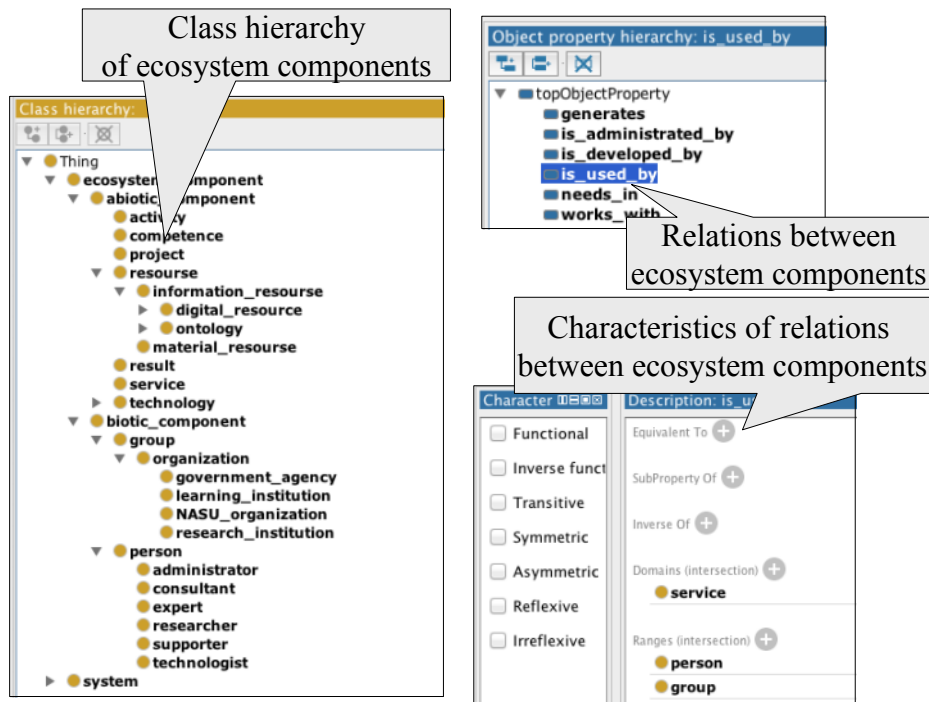 Class hierarchy
of ecosystem components
Class hierarchy:
Thing
ecosystem_component
abiotic_component
activity
competence
project
resourse
information_resourse
digital_resource
ontology
material_resourse
result
service
technology
biotic_component
group
organization
government_agency
learning_institution
NASU_organization
research_institution
person
administrator
consultant
expert
researcher
supporter
technologist
system
Object property hierarchy: is_used_by
topObjectProperty
generates
is_administrated_by
is_developed_by
is_used_by
needs_in
works_with
Relations between
ecosystem components
Characteristics of relations
between ecosystem components
Character
Functional
Inverse funct
Transitive
Symmetric
Asymmetric
Reflexive
Irreflexive
Description: is_u
Equivalent To
SubProperty Of
Inverse Of
Domains (intersection)
service
Ranges (intersection)
person
group